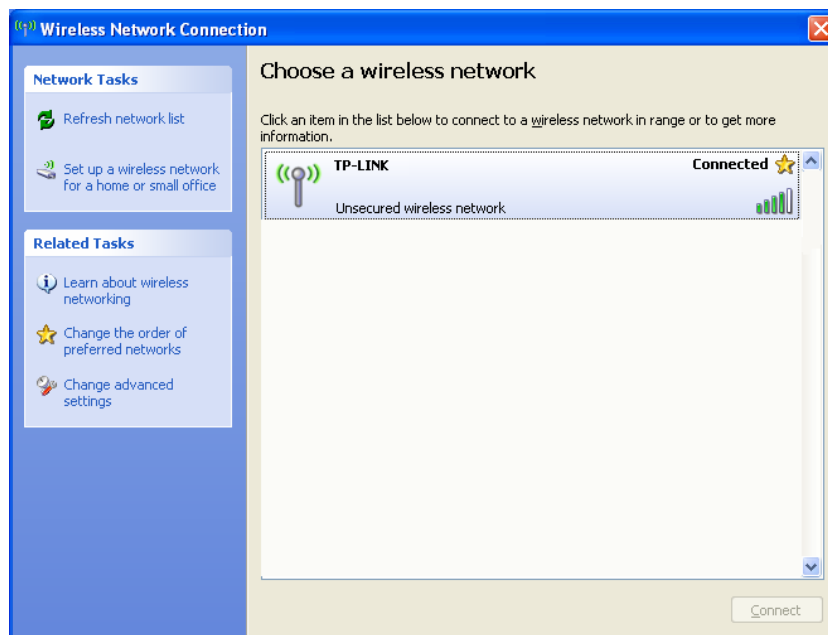 Wireless Network Connection
Network Tasks
Refresh network list
Set up a wireless network
for a home or small office
Related Tasks
Learn about wireless
networking
Change the order of
preferred networks
Change advanced
settings
Choose a wireless network
Click an item in the list below to connect to a wireless network in range or to get more
information.
TP-LINK
Connected
Unsecured wireless network
Connect